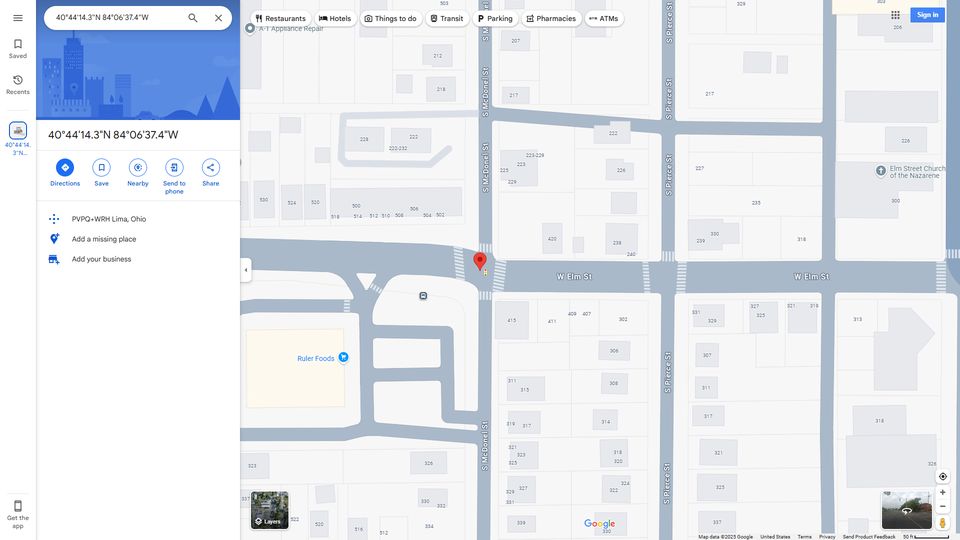 40°44'14.3"N 84°06'37.4"W
Restaurants
Hotels
Things to do
Transit
Parking
Pharmacies
ATMs
Sign in
Saved
Recents
40°44'14.
3"N...
Get the
app
40°44'14.3"N 84°06'37.4"W
Directions
Save
Nearby
Send to
phone
Share
PVPQ+WRH Lima, Ohio
Add a missing place
Add your business
A-1 Appliance Repair
S McDonel St
S McDonel St
S McDonel St
S Pierce St
S Pierce St
S Pierce St
S Pierce St
W Elm St
W Elm St
Elm Street Church
of the Nazarene
Ruler Foods
329
206
207
212
218
217
217
228
222
222-232
222
223-229
223
225
229
226
227
226
235
300
530
524
520
500
518
514
512
510
508
506
504
502
420
238
240
330
239
318
415
411
409
407
302
331
329
327
325
321
319
313
306
307
311
315
308
311
319
317
314
317
318
321
323
325
318
320
321
326
323
326
327
329
331
322
324
325
330
332
337
522
520
516
512
334
339
330
337
Layers
Google
Map data ©2025 Google
United States
Terms
Privacy
Send Product Feedback
50 ft